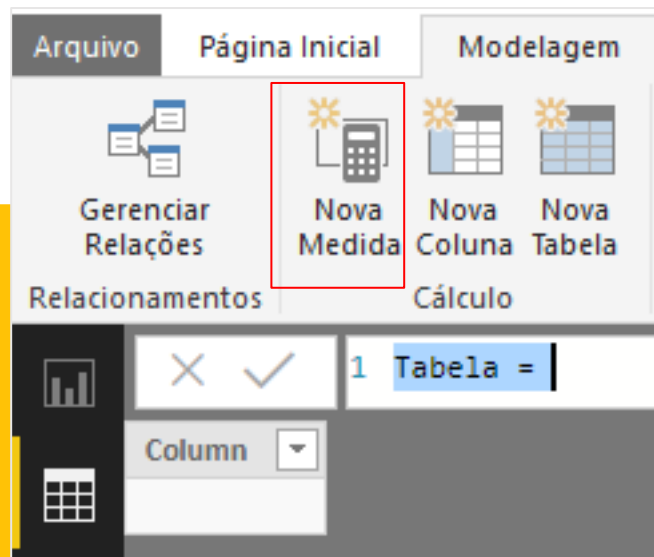 Arquivo Página Inicial Modelagem
Gerenciar Relações
Nova Medida
Nova Coluna
Nova Tabela
Relacionamentos Cálculo
1 Tabela =
Column